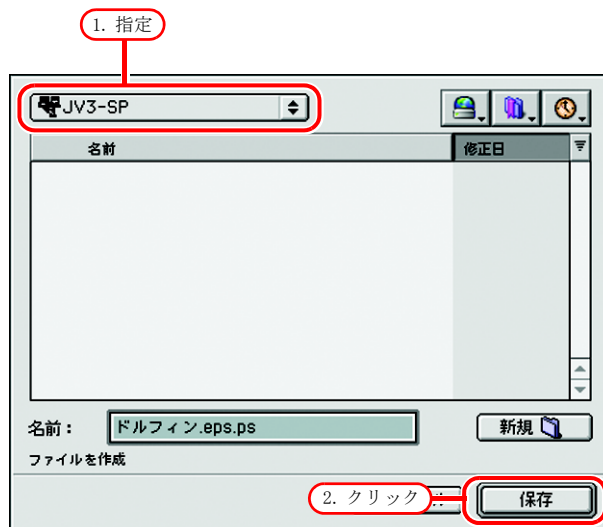 1. 指定
JV3-SP
名前
修正日
名前：
ドルフィン.eps.ps
新規
ファイルを作成
2. クリック
保存